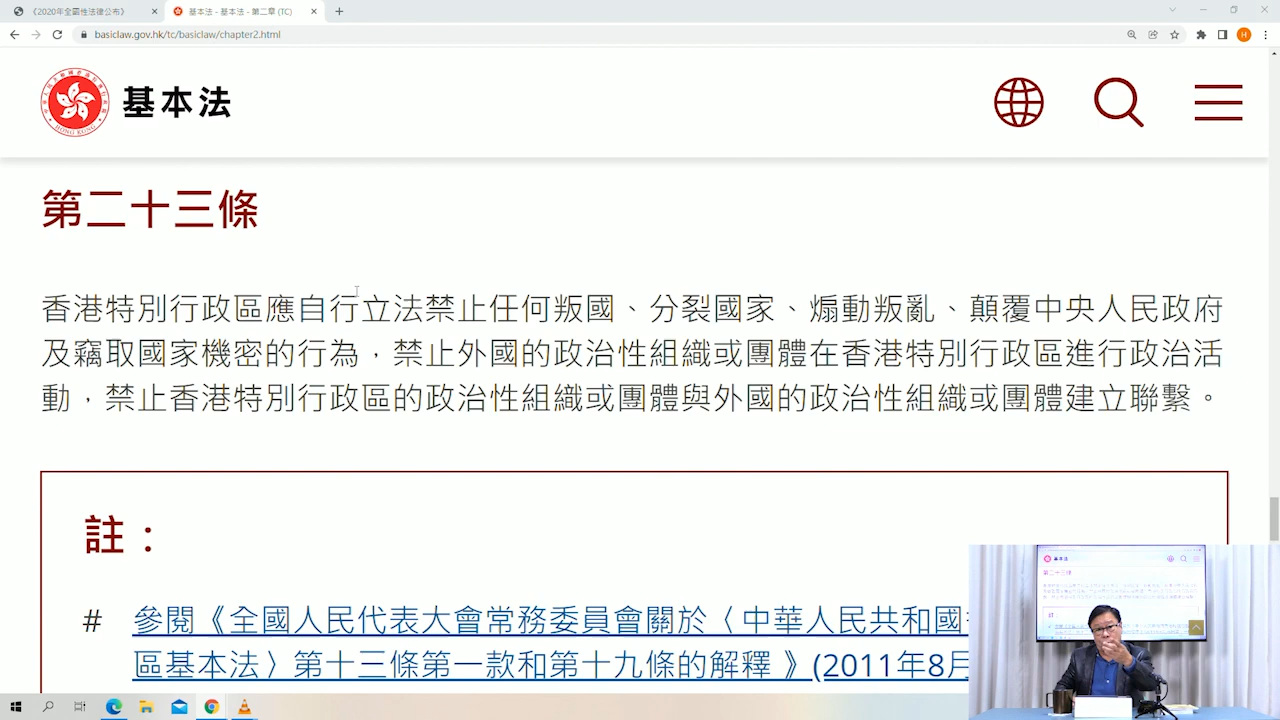 《2020年全國性法律公布》
基本法 - 基本法 - 第二章 (TC)
basiclaw.gov.hk/tc/basiclaw/chapter2.html
H
HONG KONG
基本法
第二十三條
香港特別行政區應自行立法禁止任何叛國、分裂國家、煽動叛亂、顛覆中央人民政府
及竊取國家機密的行為，禁止外國的政治性組織或團體在香港特別行政區進行政治活
動，禁止香港特別行政區的政治性組織或團體與外國的政治性組織或團體建立聯繫。
註：
# 參閱《全國人民代表大會常務委員會關於〈中華人民共和國
區基本法〉第十三條第一款和第十九條的解釋 》(2011年8月
基本法
第二十三條